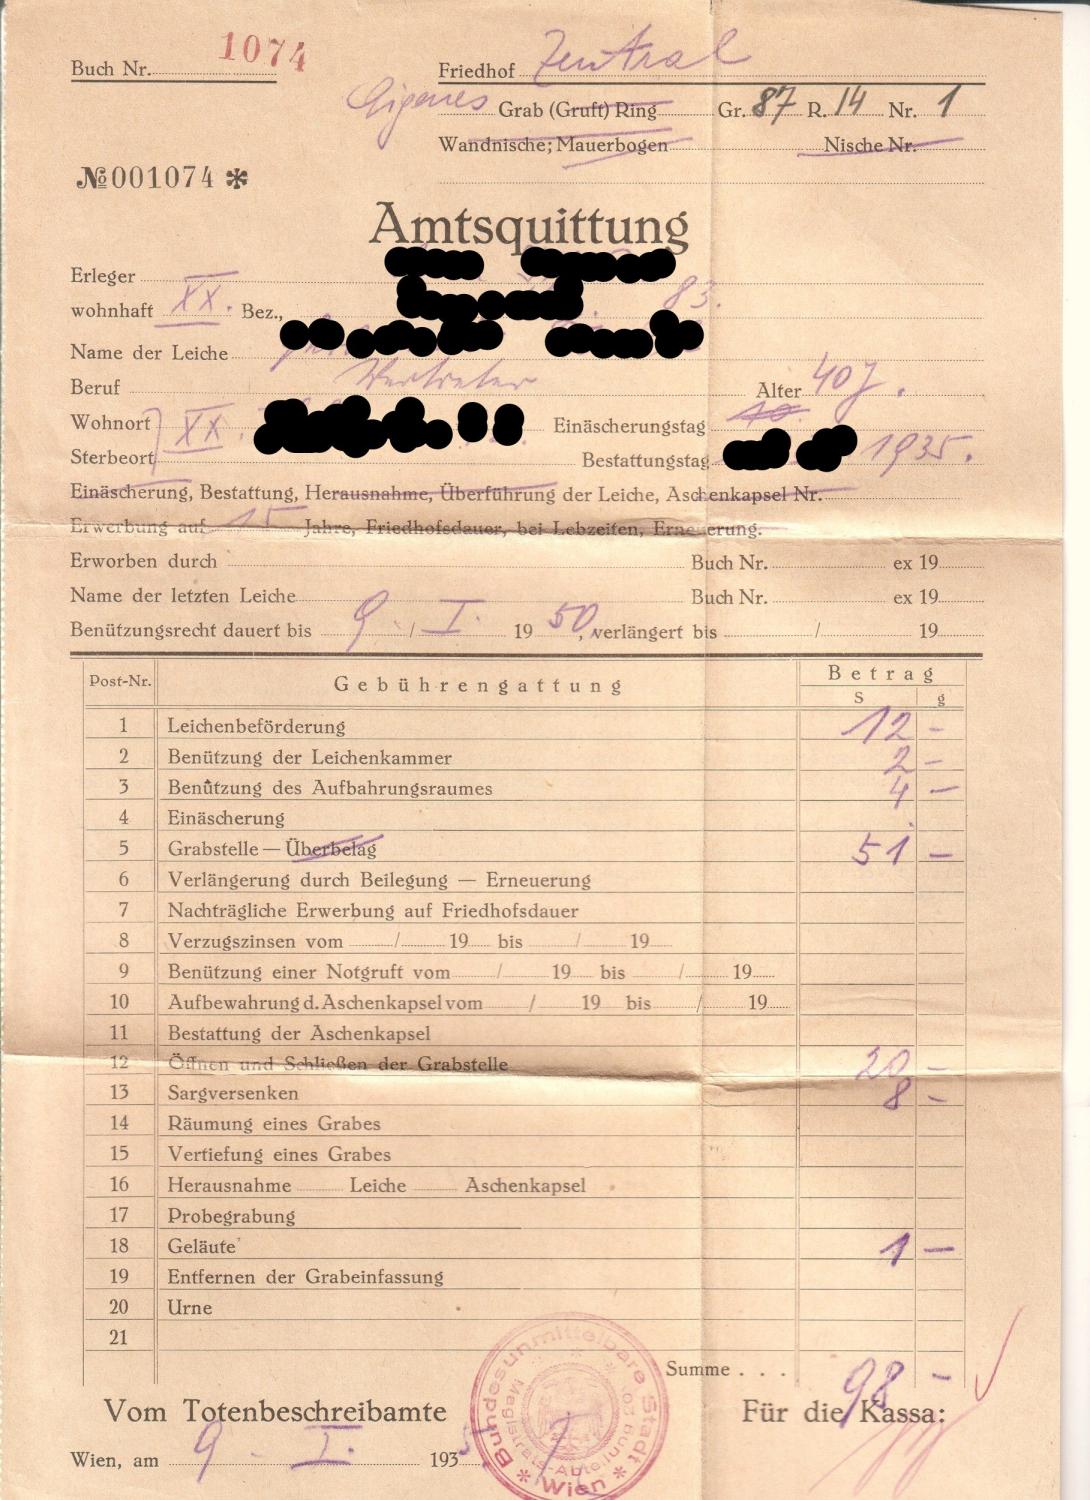 Buch Nr. 1074
Friedhof Zentral
Eigenes Grab (Gruft) Ring Gr. 87 R. 14 Nr. 1
Wandnische; Mauerbogen Nische Nr.
№ 001074 *
Amtsquittung
Erleger
wohnhaft XX. Bez., 83.
Name der Leiche
Beruf Vertreter Alter 40 J.
Wohnort XX. Einäscherungstag
Sterbeort Bestattungstag 1935.
Einäscherung, Bestattung, Herausnahme, Überführung der Leiche, Aschenkapsel Nr.
Erwerbung auf 15 Jahre, Friedhofsdauer, bei Lebzeiten, Erneuerung.
Erworben durch Buch Nr. ex 19
Name der letzten Leiche Buch Nr. ex 19
Benützungsrecht dauert bis 9 / I. 19 50, verlängert bis / 19
Post-Nr. Gebührengattung Betrag
S g
1 Leichenbeförderung 12 –
2 Benützung der Leichenkammer 2 –
3 Benützung des Aufbahrungsraumes 4 –
4 Einäscherung
5 Grabstelle — Überbelag 51 –
6 Verlängerung durch Beilegung — Erneuerung
7 Nachträgliche Erwerbung auf Friedhofsdauer
8 Verzugszinsen vom / 19 bis / 19
9 Benützung einer Notgruft vom / 19 bis / 19
10 Aufbewahrung d. Aschenkapsel vom / 19 bis / 19
11 Bestattung der Aschenkapsel
12 Öffnen und Schließen der Grabstelle 20 –
13 Sargversenken 8 –
14 Räumung eines Grabes
15 Vertiefung eines Grabes
16 Herausnahme Leiche Aschenkapsel
17 Probegrabung
18 Geläute 1 –
19 Entfernen der Grabeinfassung
20 Urne
21
Summe . . . 98 –
Vom Totenbeschreibamte Für die Kassa:
Wien, am 9. I. 1935
Bundesunmittelbare Stadt * Wien *
Magistrats-Abteilung